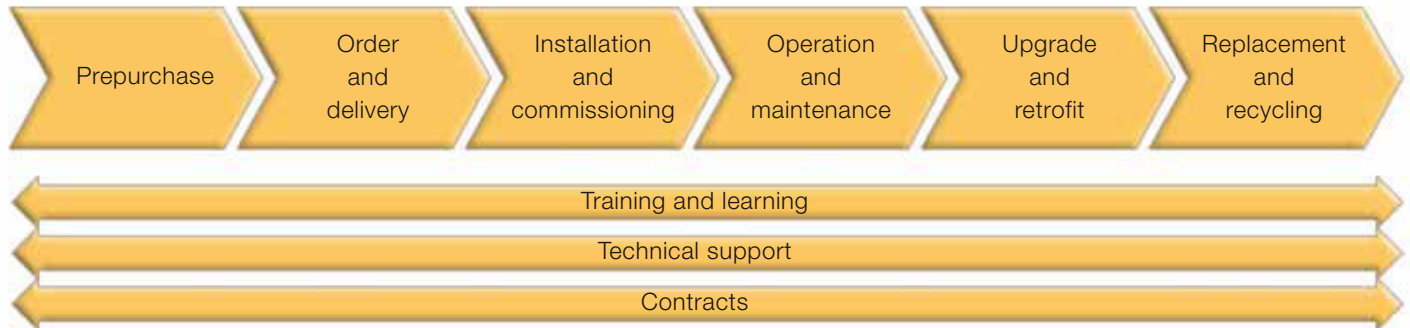 Prepurchase
Order
and
delivery
Installation
and
commissioning
Operation
and
maintenance
Upgrade
and
retrofit
Replacement
and
recycling
Training and learning
Technical support
Contracts